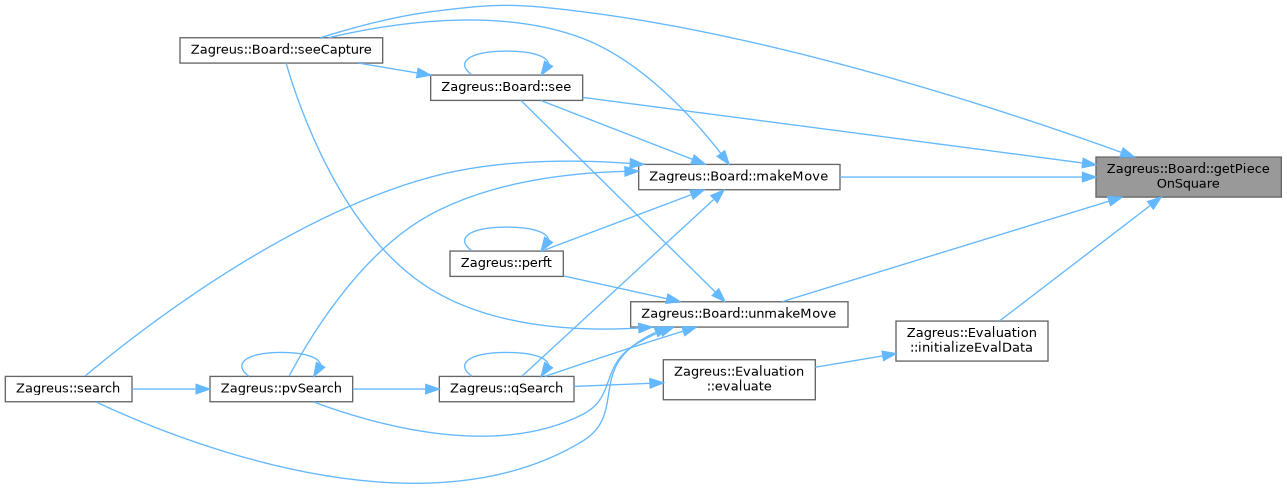 Zagreus::Board::seeCapture
Zagreus::Board::see
Zagreus::Board::getPiece
OnSquare
Zagreus::Board::makeMove
Zagreus::perft
Zagreus::Board::unmakeMove
Zagreus::Evaluation
::initializeEvalData
Zagreus::search
Zagreus::pvSearch
Zagreus::qSearch
Zagreus::Evaluation
::evaluate